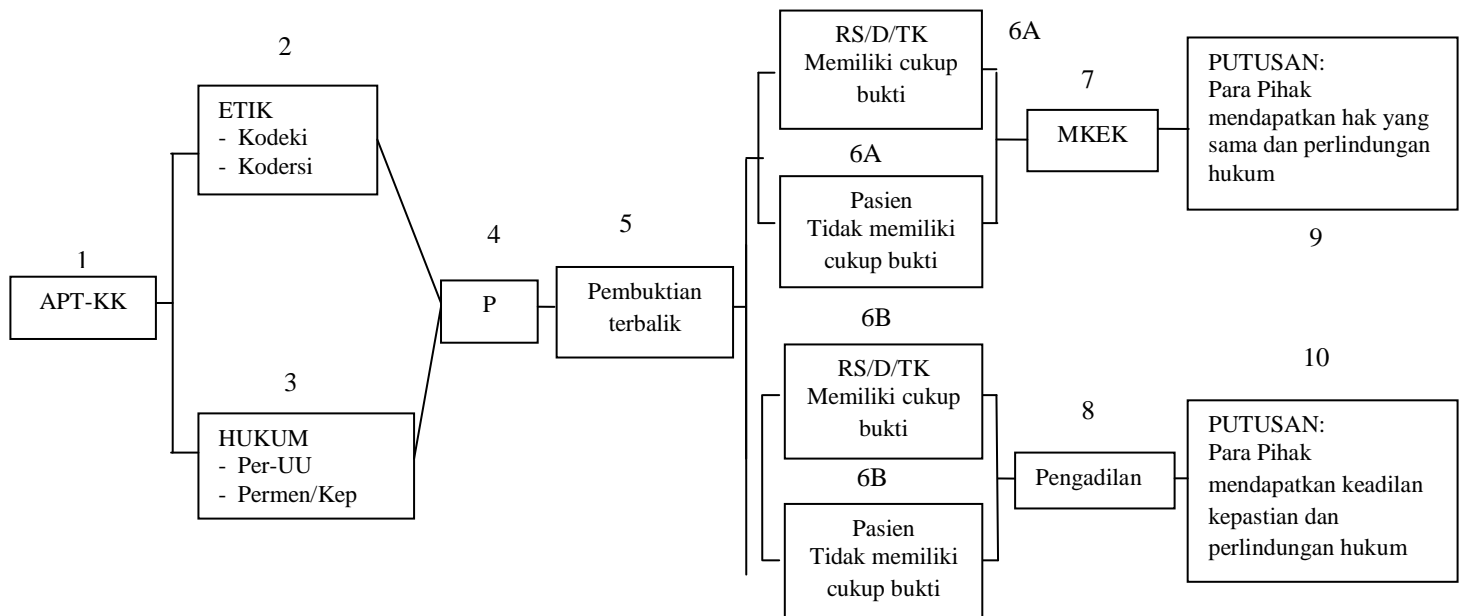 1
APT-KK
2
ETIK
- Kodeki
- Kodersi
3
HUKUM
- Per-UU
- Permen/Kep
4
P
5
Pembuktian
terbalik
6A
RS/D/TK
Memiliki cukup
bukti
6A
Pasien
Tidak memiliki
cukup bukti
6B
RS/D/TK
Memiliki cukup
bukti
6B
Pasien
Tidak memiliki
cukup bukti
7
MKEK
8
Pengadilan
PUTUSAN:
Para Pihak
mendapatkan hak yang
sama dan perlindungan
hukum
9
10
PUTUSAN:
Para Pihak
mendapatkan keadilan
kepastian dan
perlindungan hukum